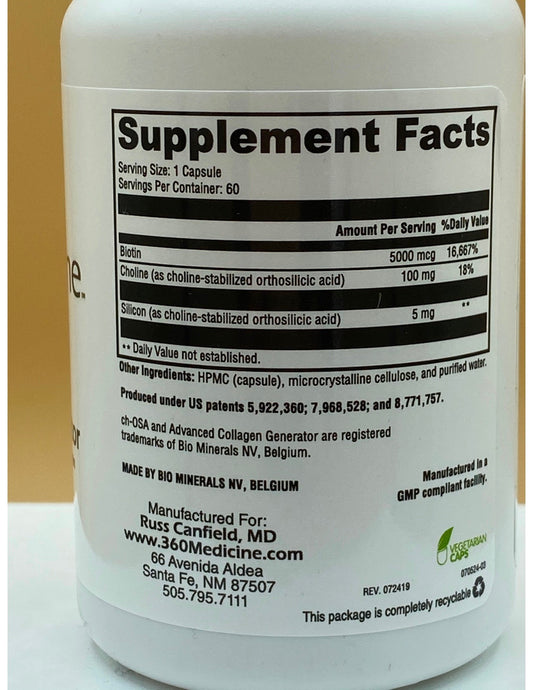 Supplement Facts
Serving Size: 1 Capsule
Servings Per Container: 60
Amount Per Serving %Daily Value
Biotin 5000 mcg 16,667%
Choline (as choline-stabilized orthosilicic acid) 100 mg 18%
Silicon (as choline-stabilized orthosilicic acid) 5 mg **
** Daily Value not established.
Other Ingredients: HPMC (capsule), microcrystalline cellulose, and purified water.
Produced under US patents 5,922,360; 7,968,528; and 8,771,757.
ch-OSA and Advanced Collagen Generator are registered
trademarks of Bio Minerals NV, Belgium.
MADE BY BIO MINERALS NV, BELGIUM
Manufactured in a
GMP compliant facility.
Manufactured For:
Russ Canfield, MD
www.360Medicine.com
66 Avenida Aldea
Santa Fe, NM 87507
505.795.7111
VEGETARIAN
CAPS
070524-03
REV. 072419
This package is completely recyclable